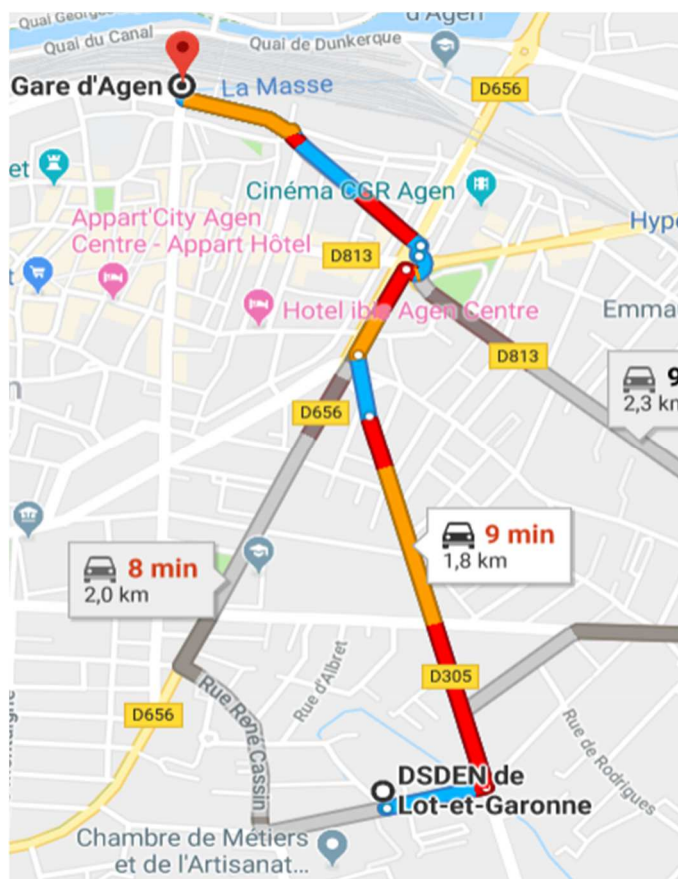 d'Agen
Quai Georges
Quai du Canal
Quai de Dunkerque
Gare d'Agen
La Masse
D656
et
Cinéma CGR Agen
Appart'City Agen
Centre - Appart Hôtel
D813
Hype
t
Hotel ibis Agen Centre
Emma
D813
9
2,3 km
n
D656
9 min
1,8 km
8 min
2,0 km
D305
Rue d'Albret
Rue René Cassin
D656
Rue de Rodrigues
DSDEN de
Lot-et-Garonne
Chambre de Métiers
et de l'Artisanat...